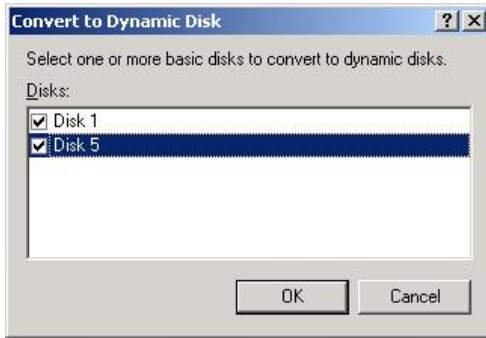 Convert to Dynamic Disk
Select one or more basic disks to convert to dynamic disks.
Disks:
Disk 1
Disk 5
OK Cancel